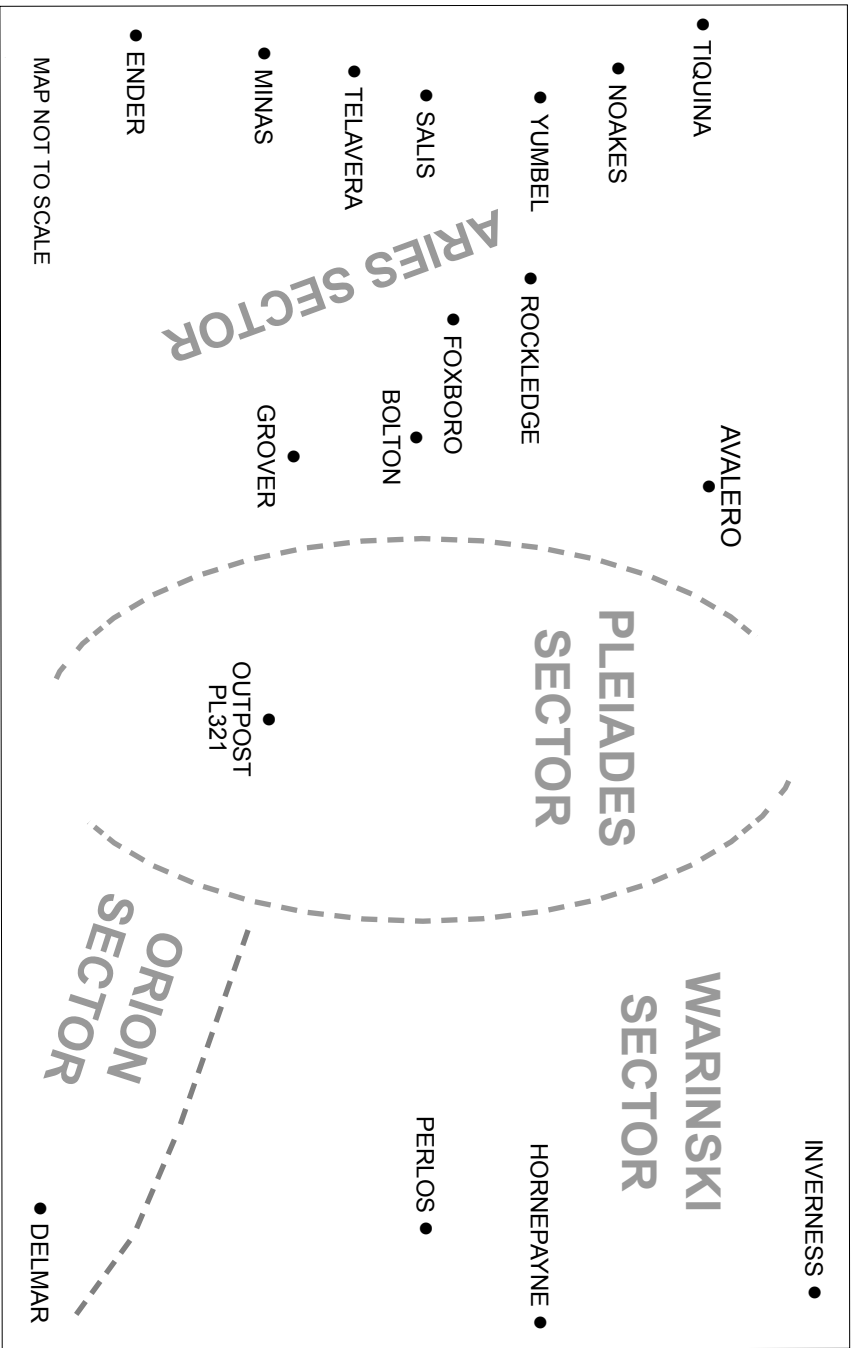 INVERNESS
TIQUINA
AVALERO
WARINSKI
SECTOR
NOAKES
PLEIADES
SECTOR
YUMBEL
ROCKLEDGE
HORNEPAYNE
SALIS
FOXBORO
BOLTON
PERLOS
TELAVERA
ARIES SECTOR
MINAS
GROVER
OUTPOST
PL321
ENDER
ORION
SECTOR
MAP NOT TO SCALE
DELMAR